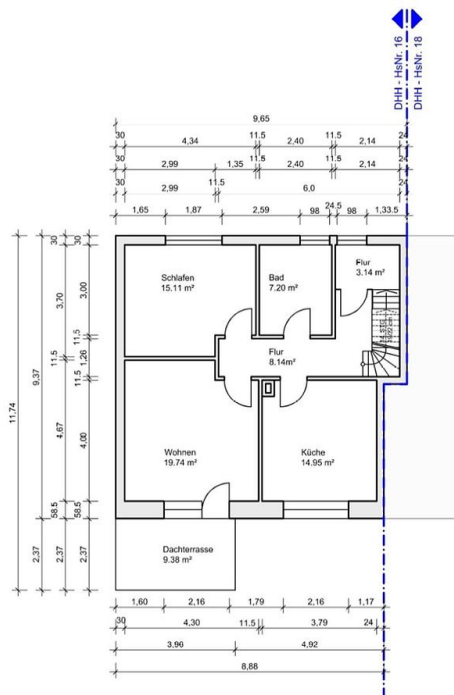 DHH - HsNr. 16
DHH - HsNr. 18
9,65
30 4,34 11.5 2,40 11.5 2,14 24
30 2,99 1,35 11.5 2,40 11.5 2,14 24
30 2,99 11.5 6,0 24
1,65 1,87 2,59 98 24,5 98 1,33.5
11,74
2,37 9,37
2,37 58.5 4,67 11.5 3,70 30
2,37 58.5 4,00 11.5 1,26 11,5 3,00 30
Schlafen
15.11 m²
Bad
7.20 m²
Flur
3.14 m²
Flur
8.14m²
Wohnen
19.74 m²
Küche
14.95 m²
Dachterrasse
9.38 m²
1,60 2,16 1,79 2,16 1,17
30 4,30 11.5 3,79 24
3,96 4,92
8,88